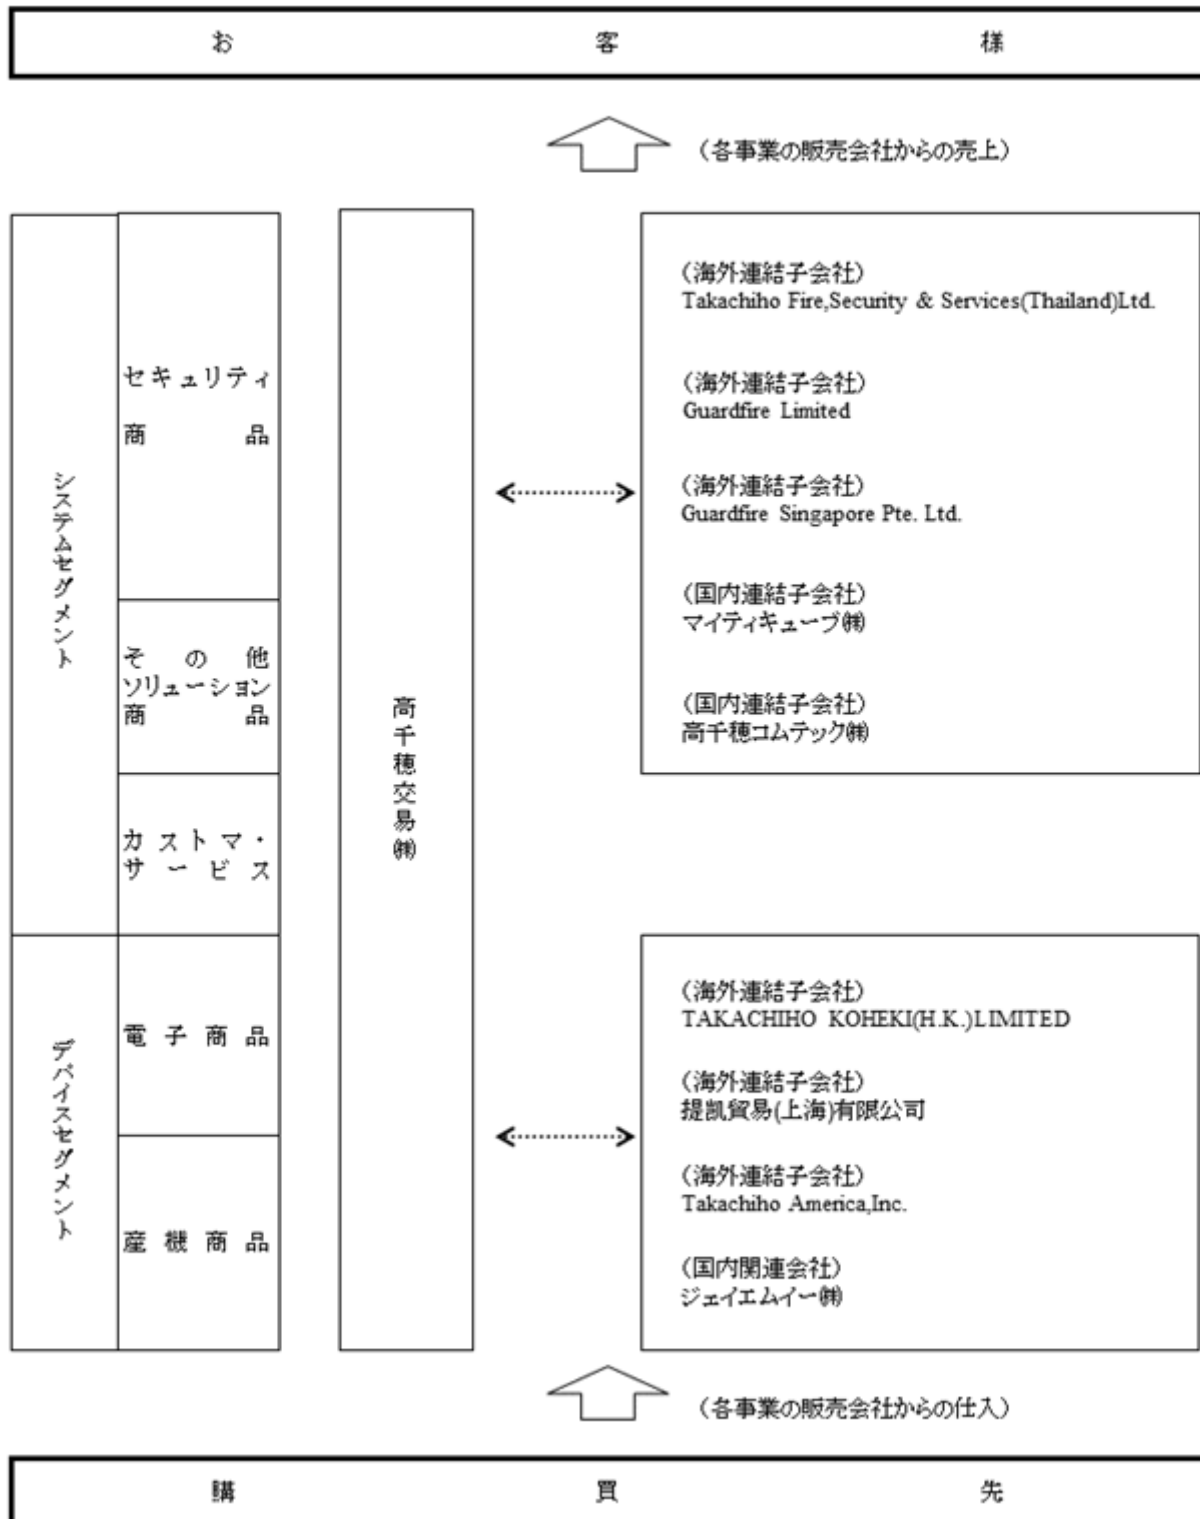 お客様
（各事業の販売会社からの売上）
システムセグメント
セキュリティ
商品
その他
ソリューション
商品
カストマ・
サービス
デバイスセグメント
電子商品
産機商品
高千穂交易㈱
（海外連結子会社）
Takachiho Fire,Security & Services(Thailand)Ltd.
（海外連結子会社）
Guardfire Limited
（海外連結子会社）
Guardfire Singapore Pte. Ltd.
（国内連結子会社）
マイティキューブ㈱
（国内連結子会社）
高千穂コムテック㈱
（海外連結子会社）
TAKACHIHO KOHEKI(H.K.)LIMITED
（海外連結子会社）
提凱貿易(上海)有限公司
（海外連結子会社）
Takachiho America,Inc.
（国内関連会社）
ジェイエムイー㈱
（各事業の販売会社からの仕入）
購買先